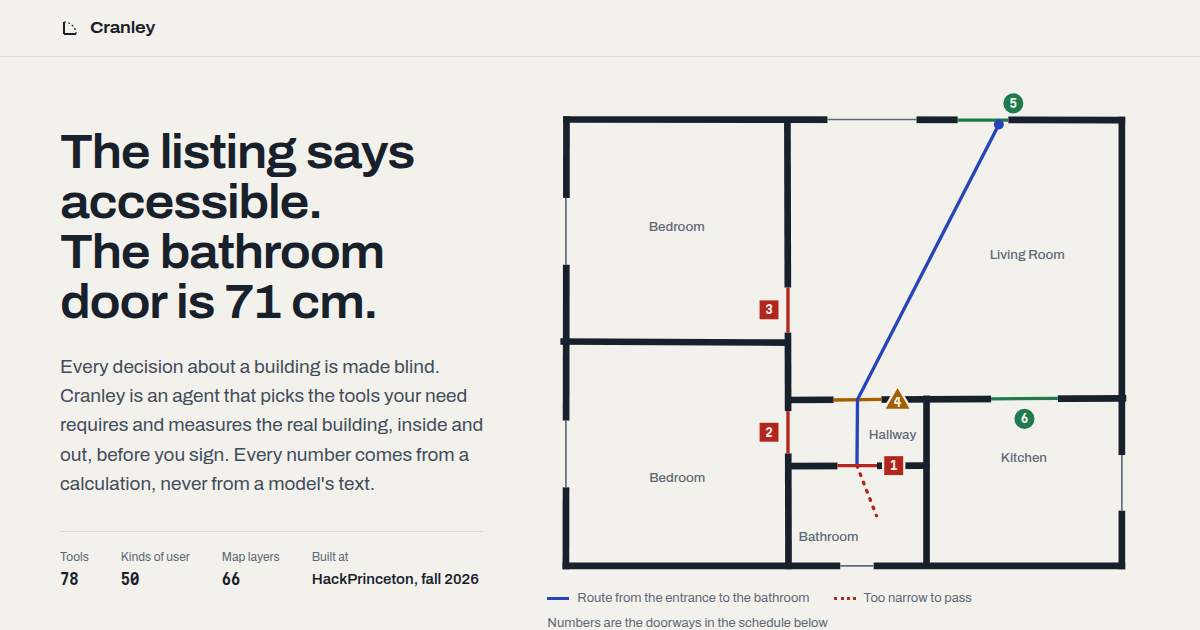 Cranley
The listing says
accessible.
The bathroom
door is 71 cm.
Every decision about a building is made blind.
Cranley is an agent that picks the tools your need
requires and measures the real building, inside and
out, before you sign. Every number comes from a
calculation, never from a model's text.
Tools
78
Kinds of user
50
Map layers
66
Built at
HackPrinceton, fall 2026
5
Bedroom
Living Room
3
4
6
2
Hallway
Kitchen
1
Bedroom
Bathroom
Route from the entrance to the bathroom
Too narrow to pass
Numbers are the doorways in the schedule below